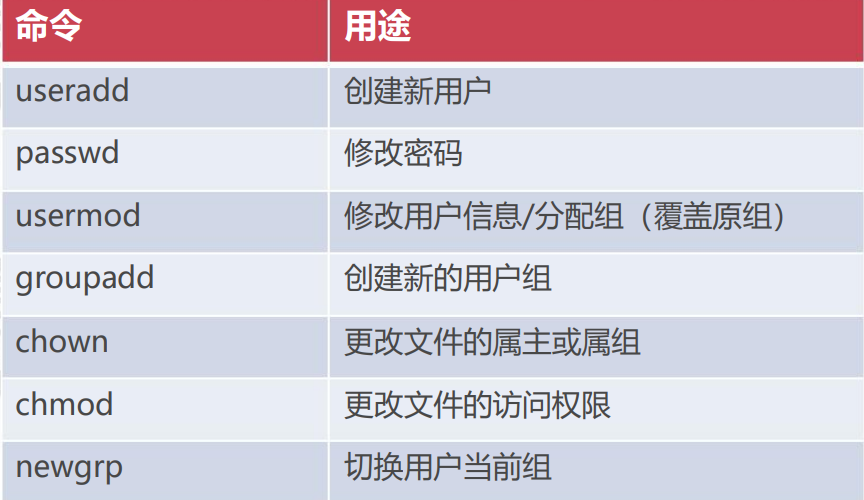 命令 用途
useradd 创建新用户
passwd 修改密码
usermod 修改用户信息/分配组（覆盖原组）
groupadd 创建新的用户组
chown 更改文件的属主或属组
chmod 更改文件的访问权限
newgrp 切换用户当前组